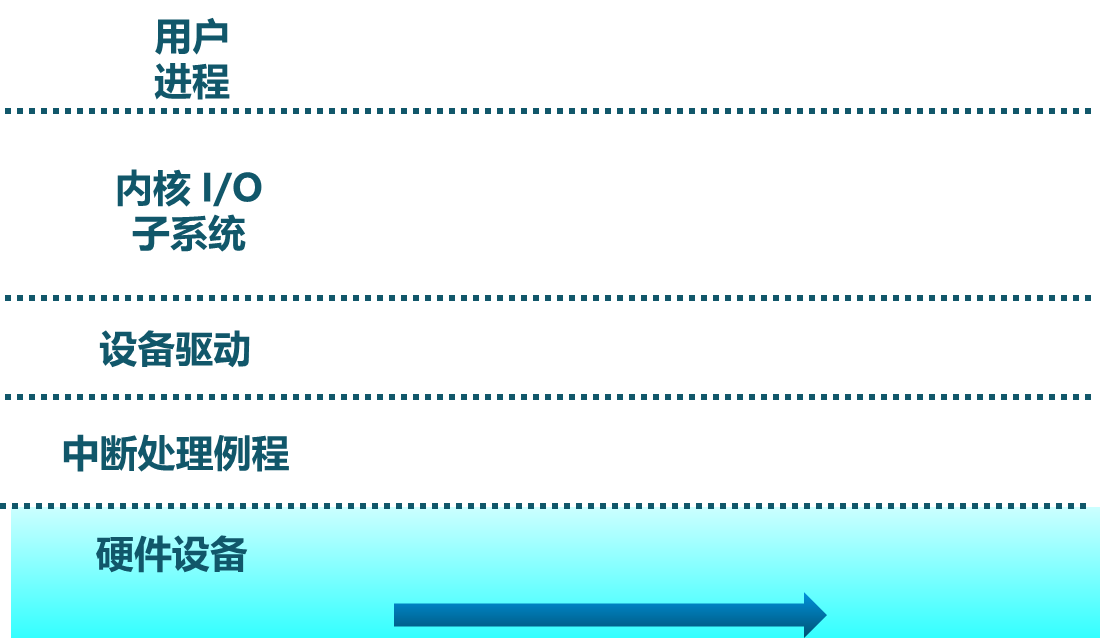 用户
进程
内核 I/O
子系统
设备驱动
中断处理例程
硬件设备